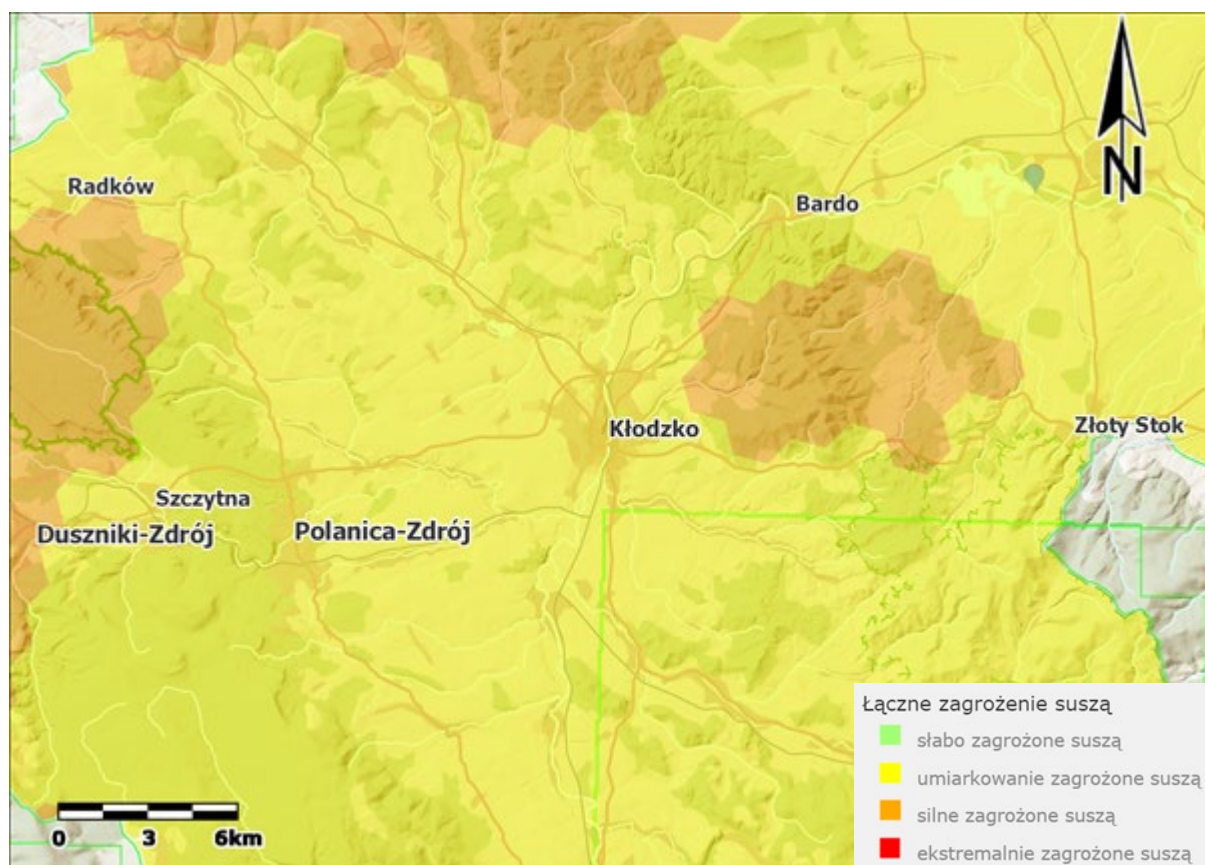 N
Radków
Bardo
Kłodzko
Złoty Stok
Szczytna
Duszniki-Zdrój
Polanica-Zdrój
0 3 6km
Łączne zagrożenie suszą
słabo zagrożone suszą
umiarkowanie zagrożone suszą
silne zagrożone suszą
ekstremalnie zagrożone suszą